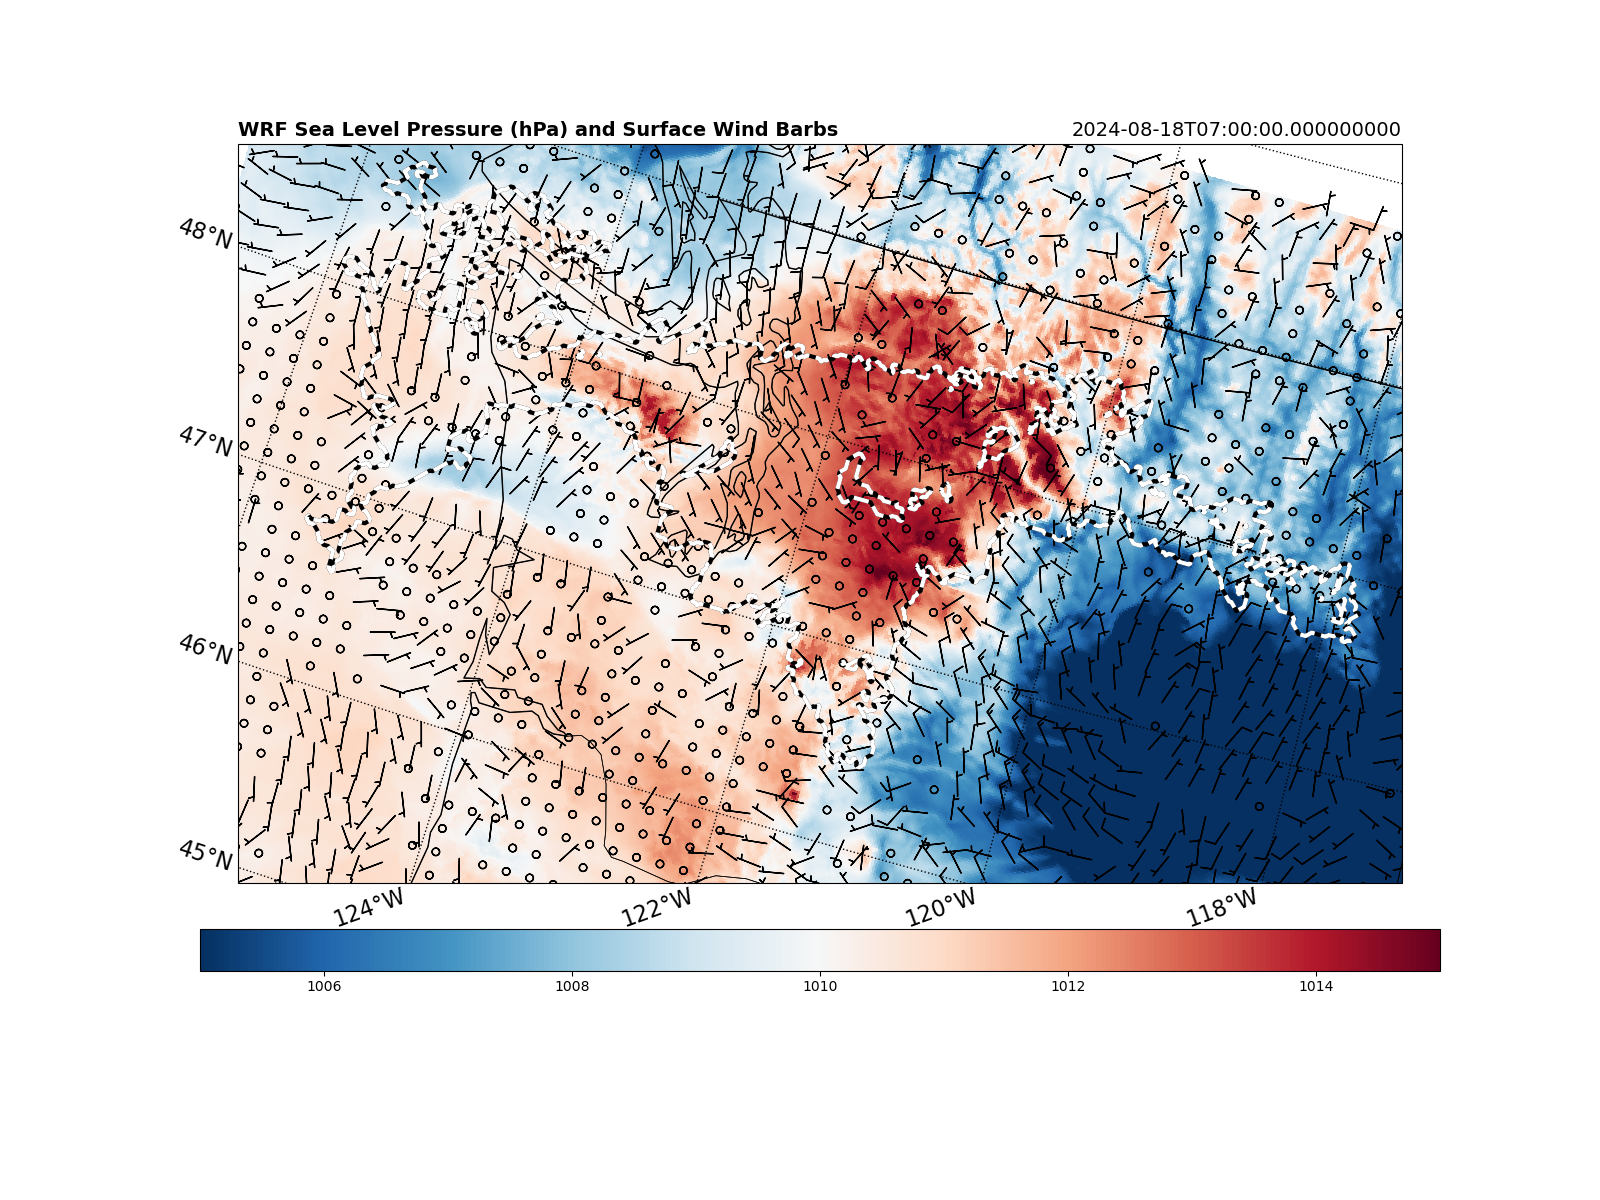 WRF Sea Level Pressure (hPa) and Surface Wind Barbs
2024-08-18T07:00:00.000000000
48°N
47°N
46°N
45°N
124°W
122°W
120°W
118°W
1006
1008
1010
1012
1014